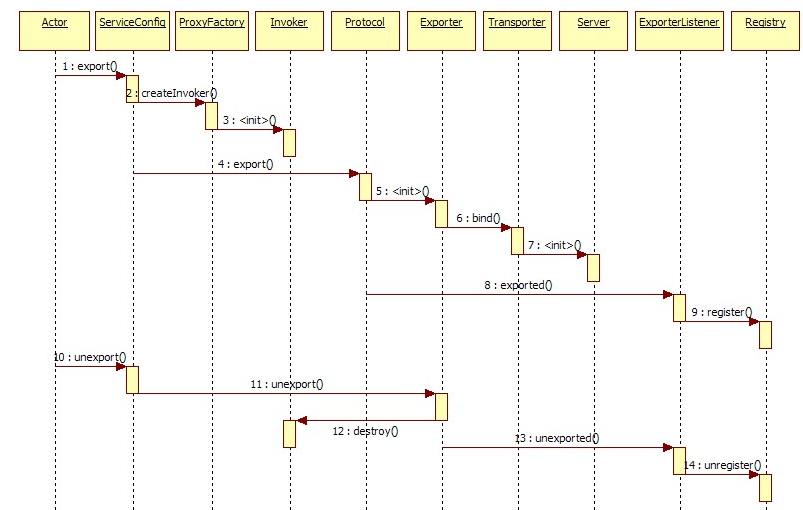 Actor
ServiceConfig
ProxyFactory
Invoker
Protocol
Exporter
Transporter
Server
ExporterListener
Registry
1 : export()
2 : createInvoker()
3 : <init>()
4 : export()
5 : <init>()
6 : bind()
7 : <init>()
8 : exported()
9 : register()
10 : unexport()
11 : unexport()
12 : destroy()
13 : unexported()
14 : unregister()